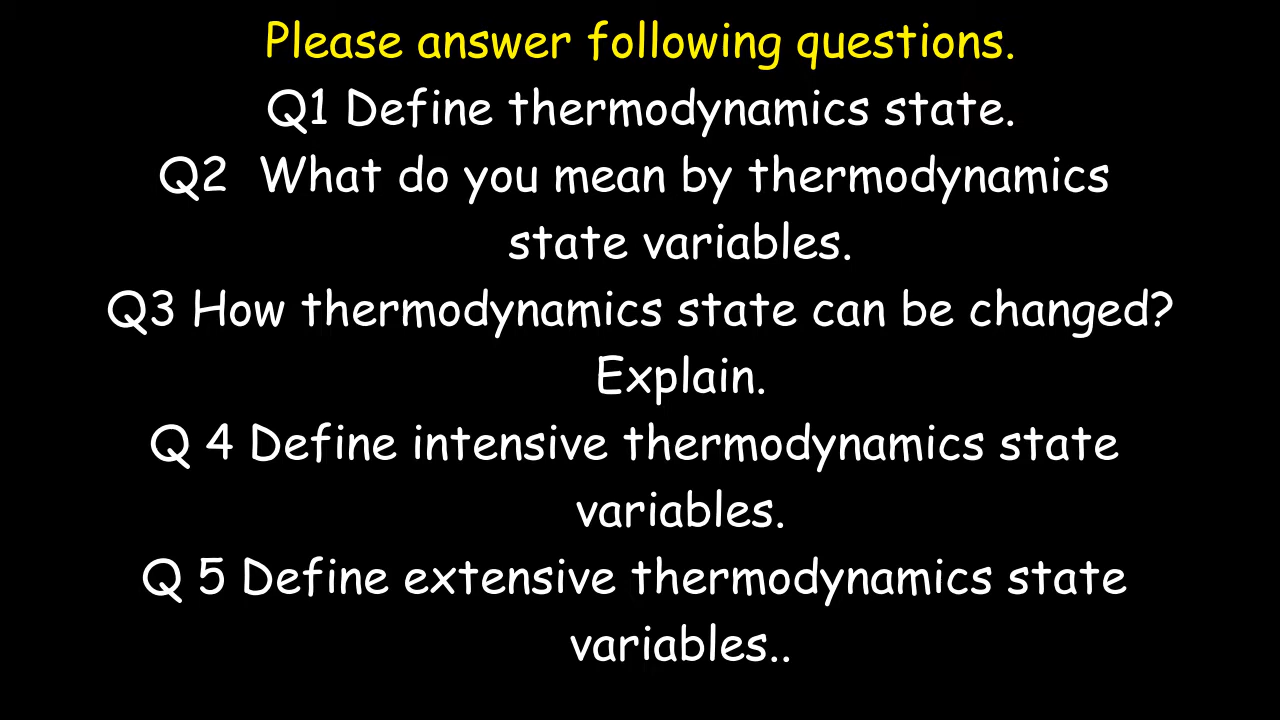 Please answer following questions.
Q1 Define thermodynamics state.
Q2 What do you mean by thermodynamics
state variables.
Q3 How thermodynamics state can be changed?
Explain.
Q 4 Define intensive thermodynamics state
variables.
Q 5 Define extensive thermodynamics state
variables..